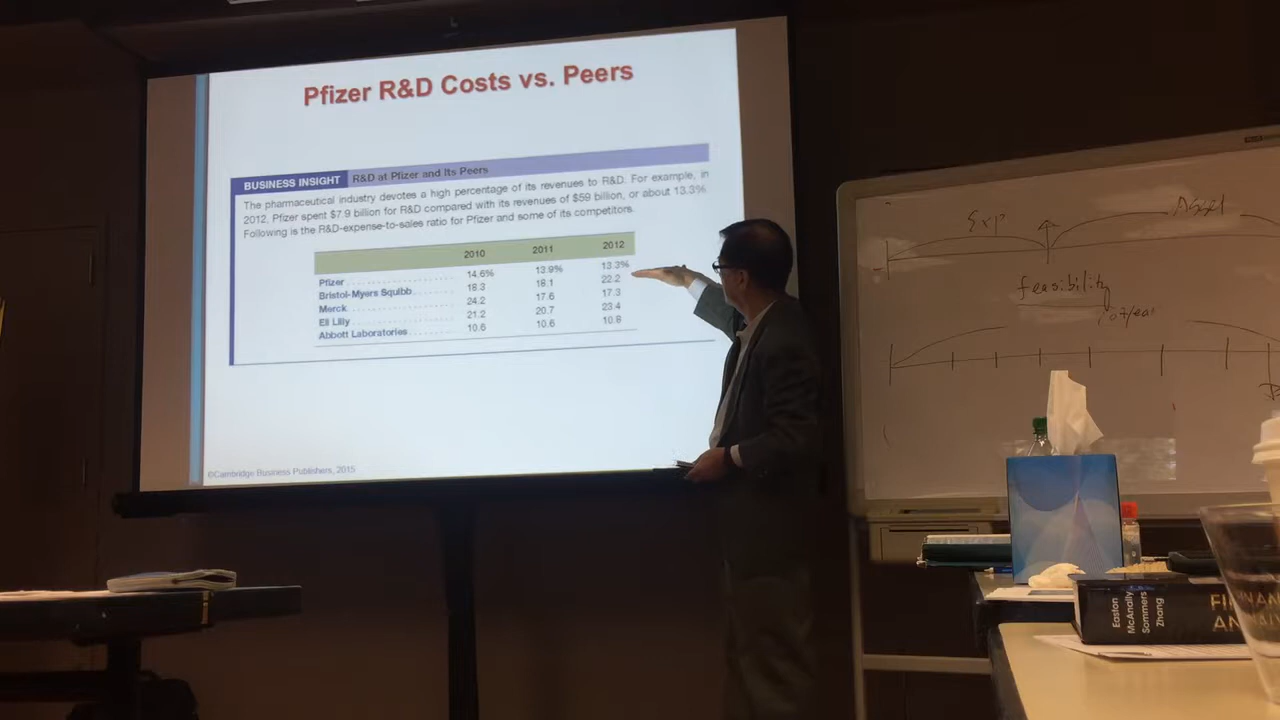 Pfizer R&D Costs vs. Peers
BUSINESS INSIGHT R&D at Pfizer and Its Peers
The pharmaceutical industry devotes a high percentage of its revenues to R&D. For example, in
2012, Pfizer spent $7.9 billion for R&D compared with its revenues of $59 billion, or about 13.3%.
Following is the R&D-expense-to-sales ratio for Pfizer and some of its competitors.
2010 2011 2012
Pfizer 14.6% 13.9% 13.3%
Bristol-Myers Squibb 18.3 18.1 22.2
Merck 24.2 17.6 17.3
Eli Lilly 21.2 20.7 23.4
Abbott Laboratories 10.6 10.6 10.8
©Cambridge Business Publishers, 2015
Exp Asset
feasibility
Easton
McAnally
Sommers
Zhang